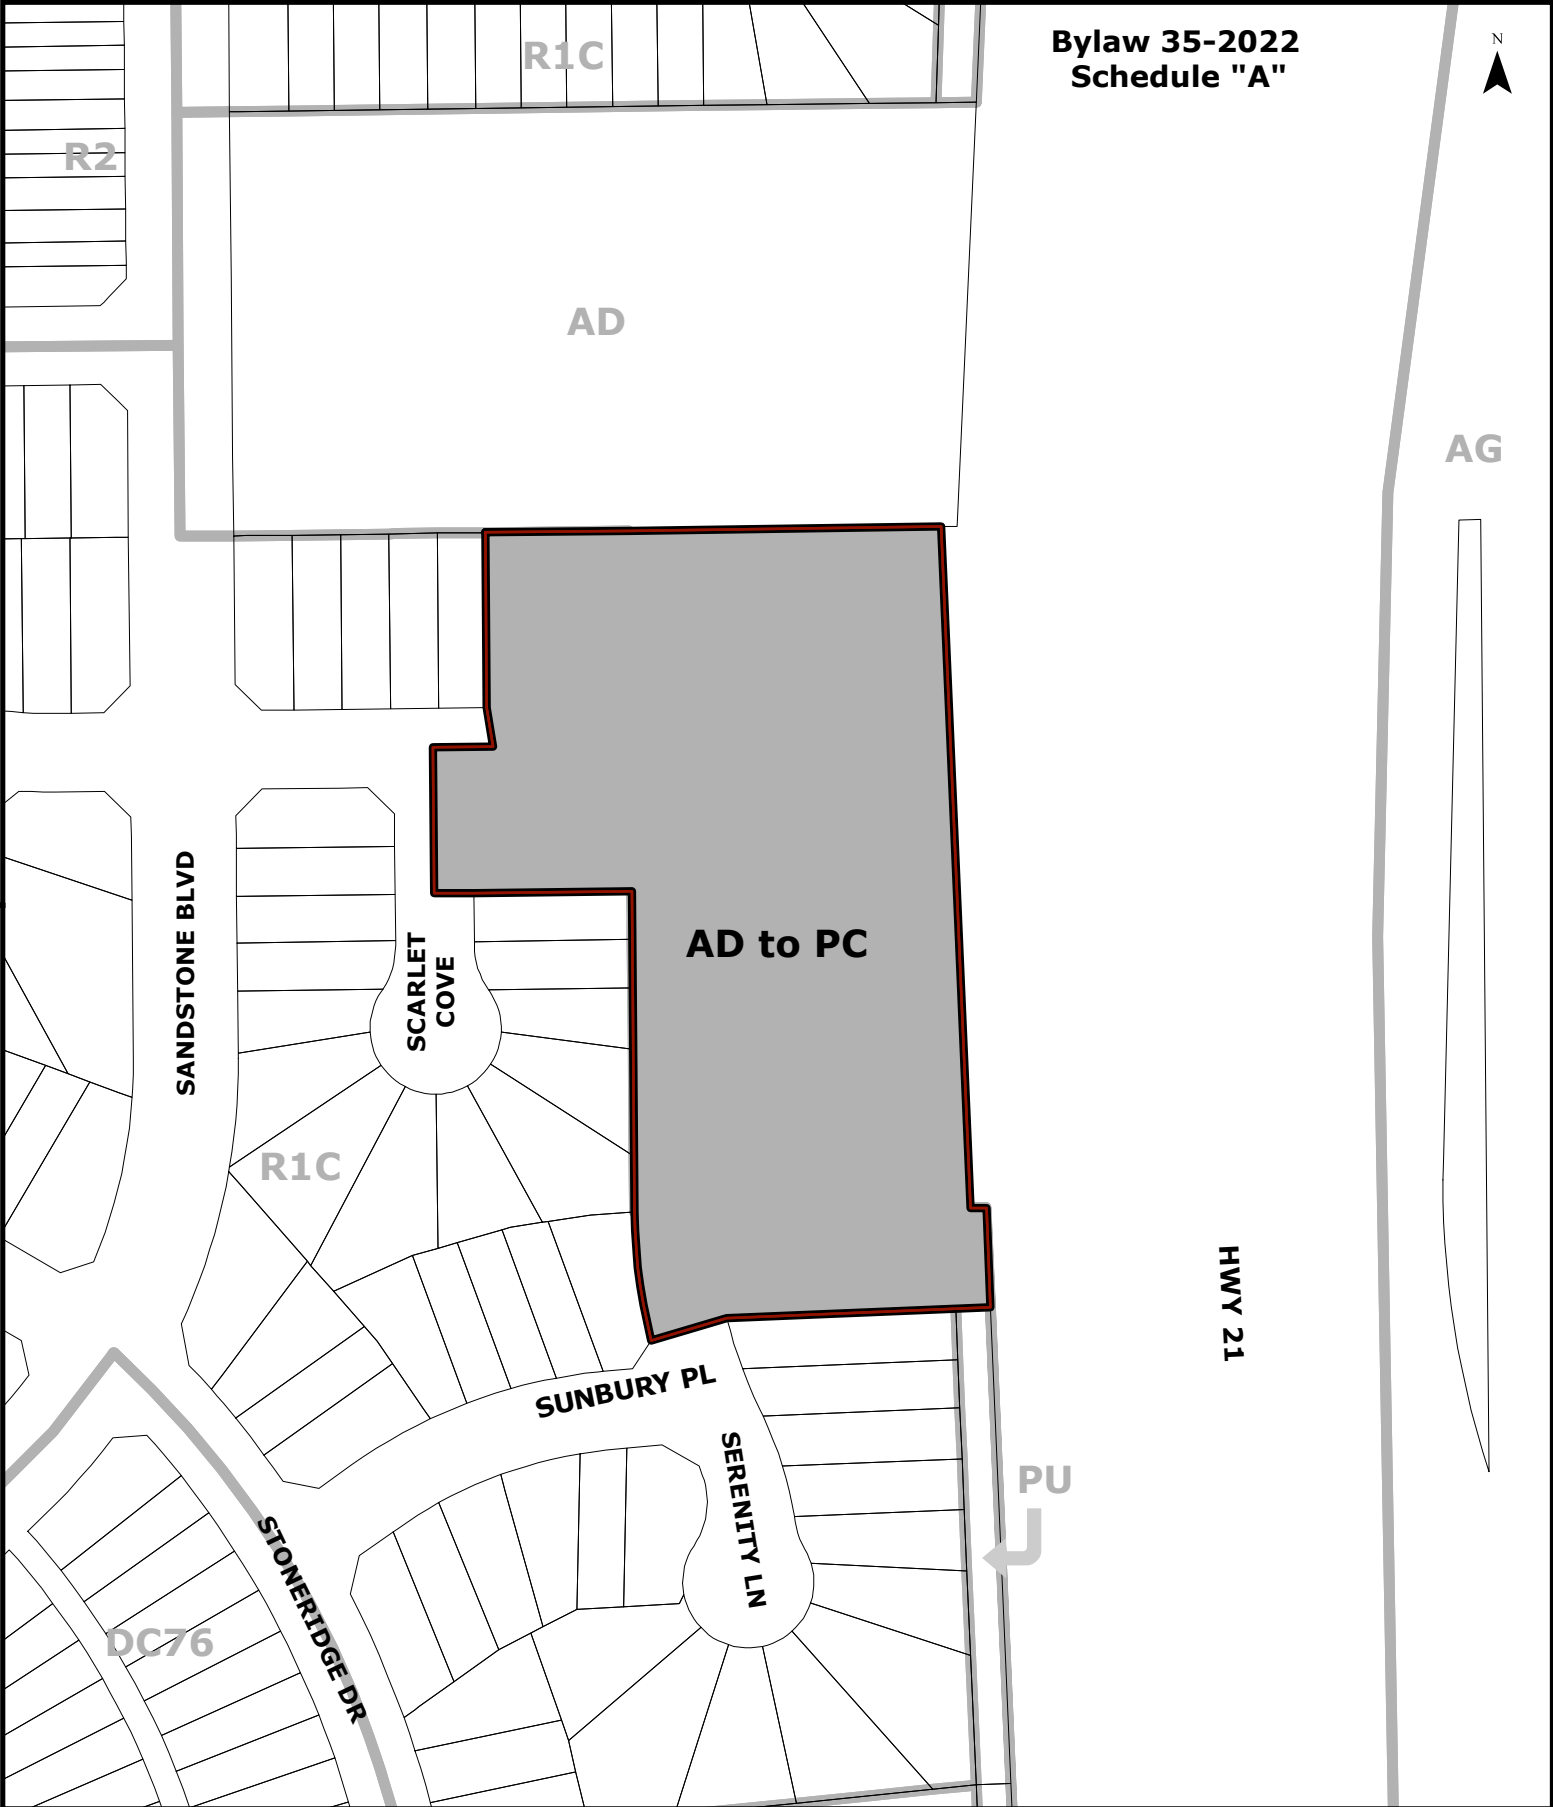 Bylaw 35-2022
Schedule "A"
N
R1C
R2
AD
AG
AD to PC
SANDSTONE BLVD
SCARLET
COVE
R1C
HWY 21
SUNBURY PL
SERENITY LN
PU
STONERIDGE DR
DC76